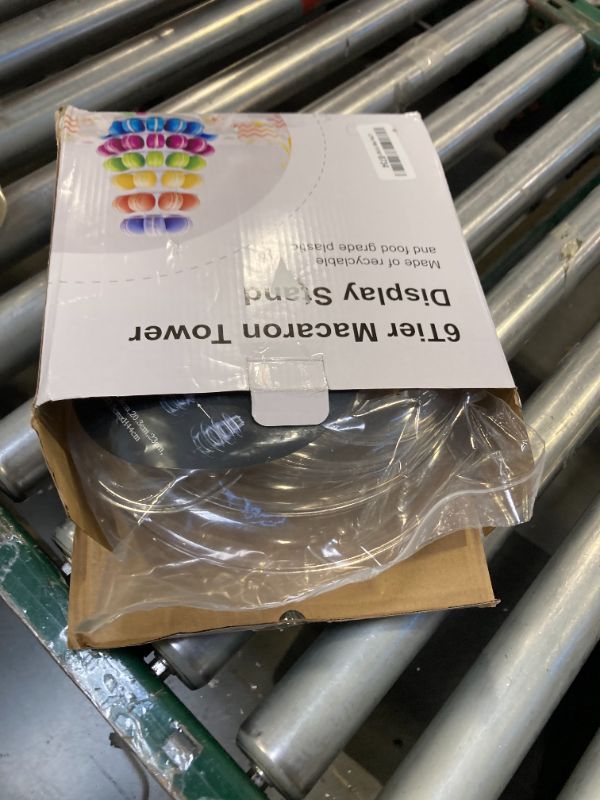 6Tier Macaron Tower
Display Stand
Made of recyclable
and food grade plastic